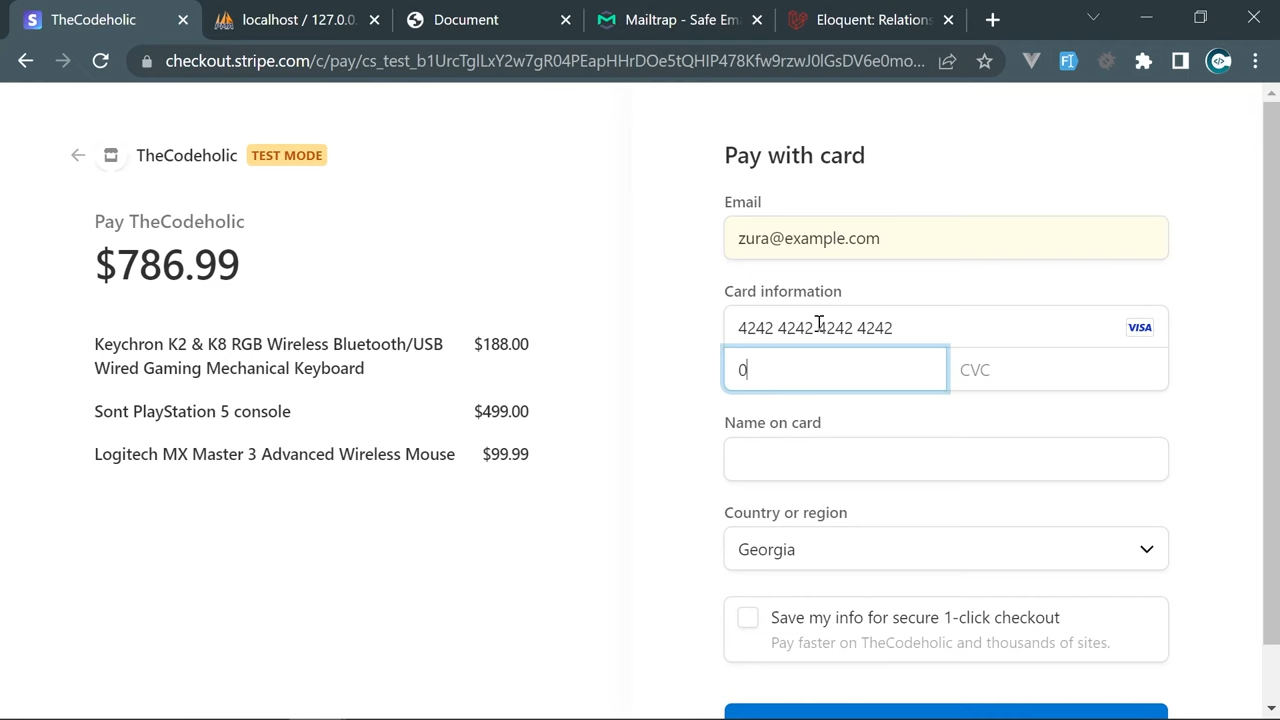 TheCodeholic
localhost / 127.0.0.
Document
Mailtrap - Safe Em
Eloquent: Relations
checkout.stripe.com/c/pay/cs_test_b1UrcTglLxY2w7gR04PEapHHrDOe5tQHIP478Kfw9rzwJ0lGsDV6e0mo...
TheCodeholic TEST MODE
Pay TheCodeholic
$786.99
Keychron K2 & K8 RGB Wireless Bluetooth/USB $188.00
Wired Gaming Mechanical Keyboard
Sont PlayStation 5 console $499.00
Logitech MX Master 3 Advanced Wireless Mouse $99.99
Pay with card
Email
zura@example.com
Card information
4242 4242 4242 4242 VISA
0 CVC
Name on card
Country or region
Georgia
Save my info for secure 1-click checkout
Pay faster on TheCodeholic and thousands of sites.